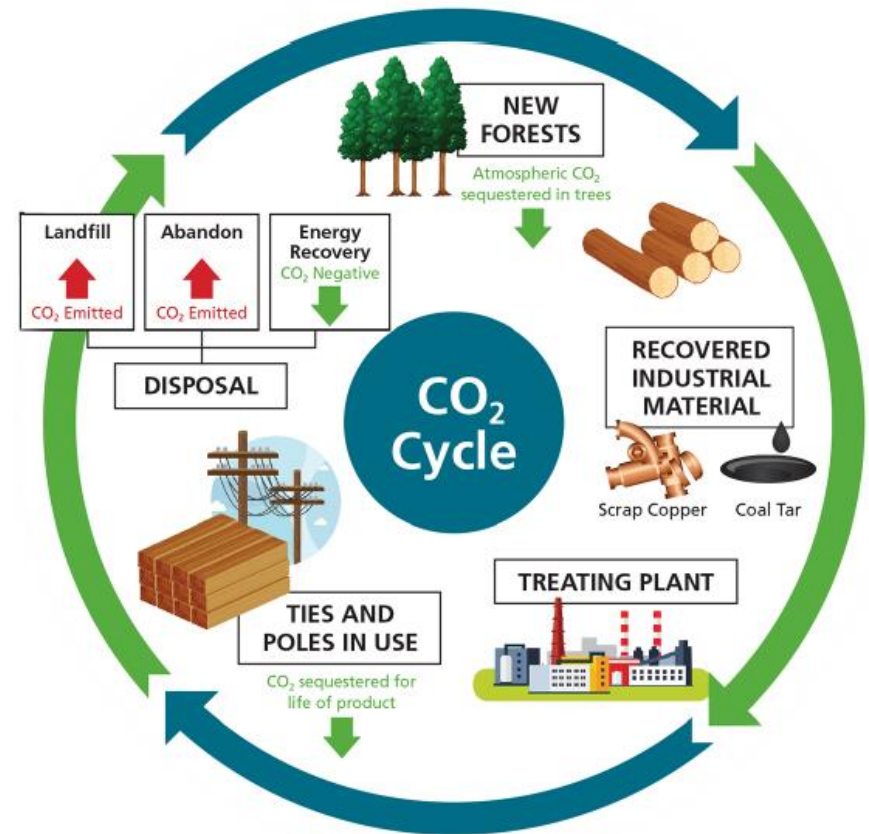 NEW
FORESTS
Atmospheric CO₂
sequestered in trees
RECOVERED
INDUSTRIAL
MATERIAL
Scrap Copper
Coal Tar
TREATING PLANT
TIES AND
POLES IN USE
CO₂ sequestered for
life of product
DISPOSAL
Landfill
CO₂ Emitted
Abandon
CO₂ Emitted
Energy
Recovery
CO₂ Negative
CO₂
Cycle